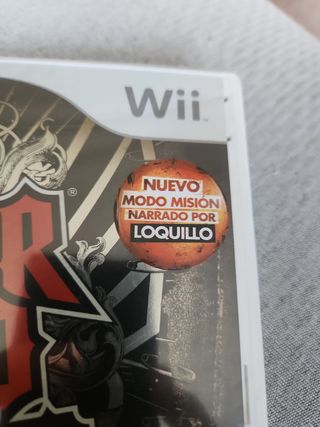 Wii
NUEVO
MODO MISIÓN
NARRADO POR
LOQUILLO
R
®